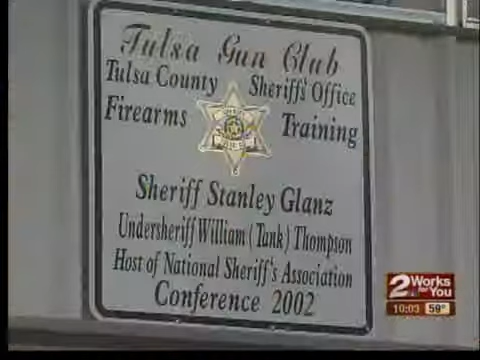 Tulsa Gun Club
Tulsa County Sheriff's Office
Firearms Training
Sheriff Stanley Glanz
Undersheriff William (Tank) Thompson
Host of National Sheriff's Association
Conference 2002
2 Works for You
10:03 59°